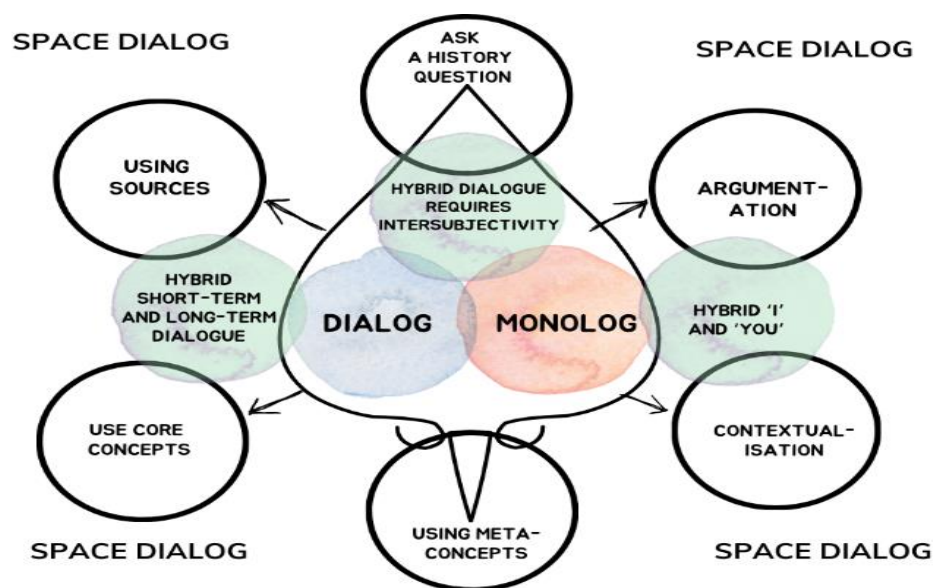 SPACE DIALOG
ASK
A HISTORY
QUESTION
SPACE DIALOG
USING
SOURCES
HYBRID DIALOGUE
REQUIRES
INTERSUBJECTIVITY
ARGUMENT-
ATION
HYBRID
SHORT-TERM
AND LONG-TERM
DIALOGUE
DIALOG
MONOLOG
HYBRID ‘I’
AND ‘YOU’
USE CORE
CONCEPTS
CONTEXTUAL-
ISATION
USING META-
CONCEPTS
SPACE DIALOG
SPACE DIALOG